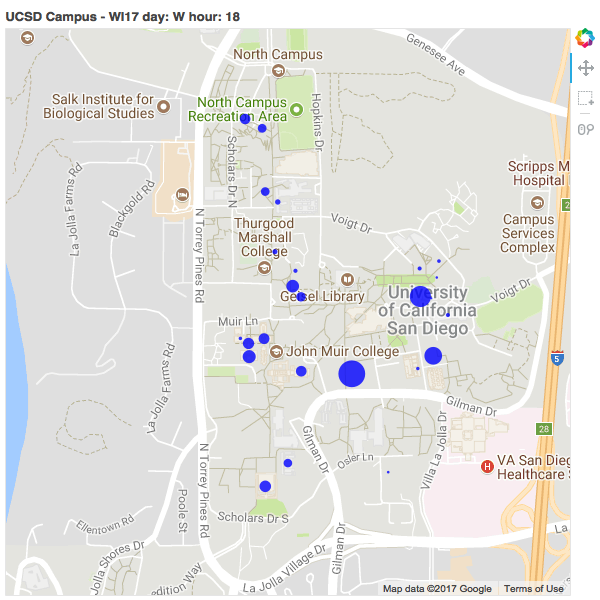 UCSD Campus - WI17 day: W hour: 18
Genesee Ave
North Campus
Salk Institute for
Biological Studies
North Campus
Recreation Area
Hopkins Dr
Scholars Dr N
La Jolla Farms Rd
Blackgold Rd
Scripps M
Hospital
2
Campus
Services
Complex
N Torrey Pines Rd
Voigt Dr
Thurgood
Marshall
College
Geisel Library
University
of California
San Diego
Voigt Dr
Muir Ln
John Muir College
5
La Jolla Farms Rd
Gilman Dr
28
Gilman Dr
Villa La Jolla Dr
Osler Ln
H
VA San Dieg
Healthcare S
N Torrey Pines Rd
Poole St
Ellentown Rd
Scholars Dr S
La
Gilman Dr
La Jolla Shores Dr
La Jolla Village Dr
edition Way
Map data ©2017 Google Terms of Use